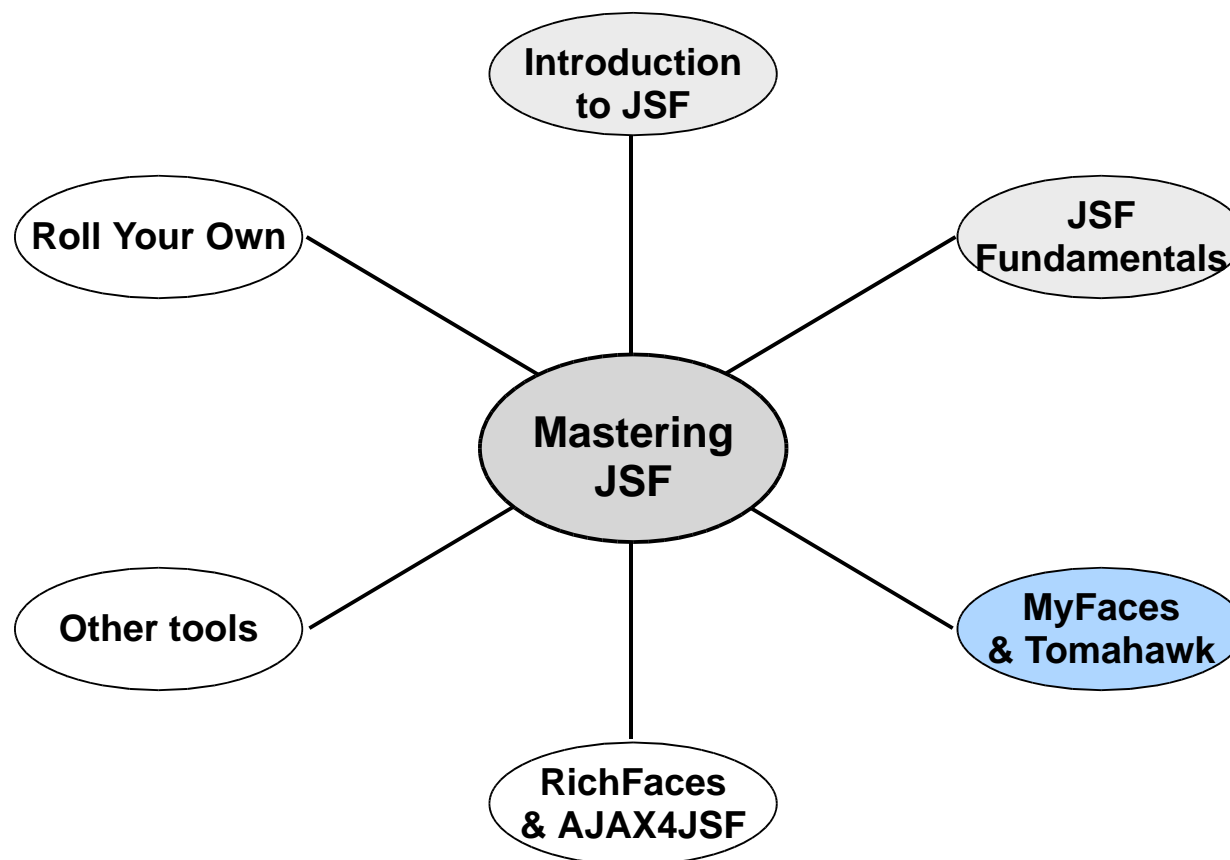 Introduction
to JSF
Roll Your Own
JSF
Fundamentals
Mastering
JSF
Other tools
MyFaces
& Tomahawk
RichFaces
& AJAX4JSF